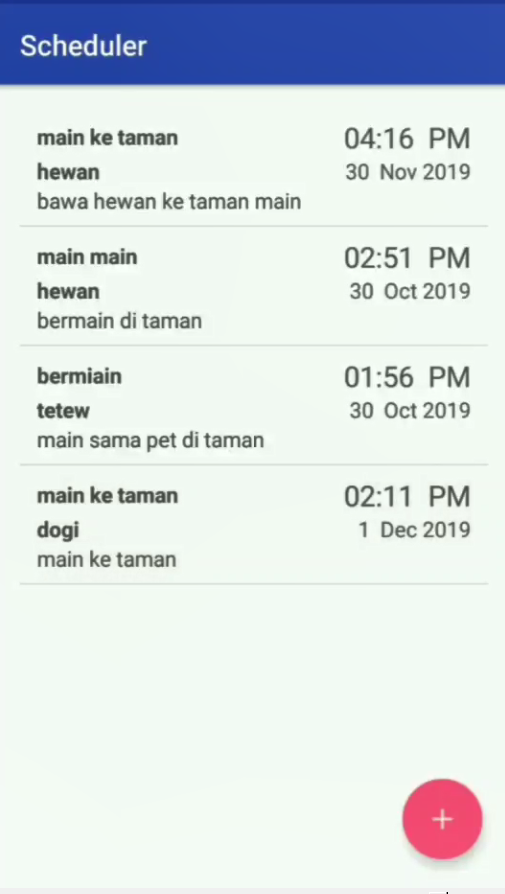 Scheduler
main ke taman 04:16 PM
hewan 30 Nov 2019
bawa hewan ke taman main
main main 02:51 PM
hewan 30 Oct 2019
bermain di taman
bermiain 01:56 PM
tetew 30 Oct 2019
main sama pet di taman
main ke taman 02:11 PM
dogi 1 Dec 2019
main ke taman
+